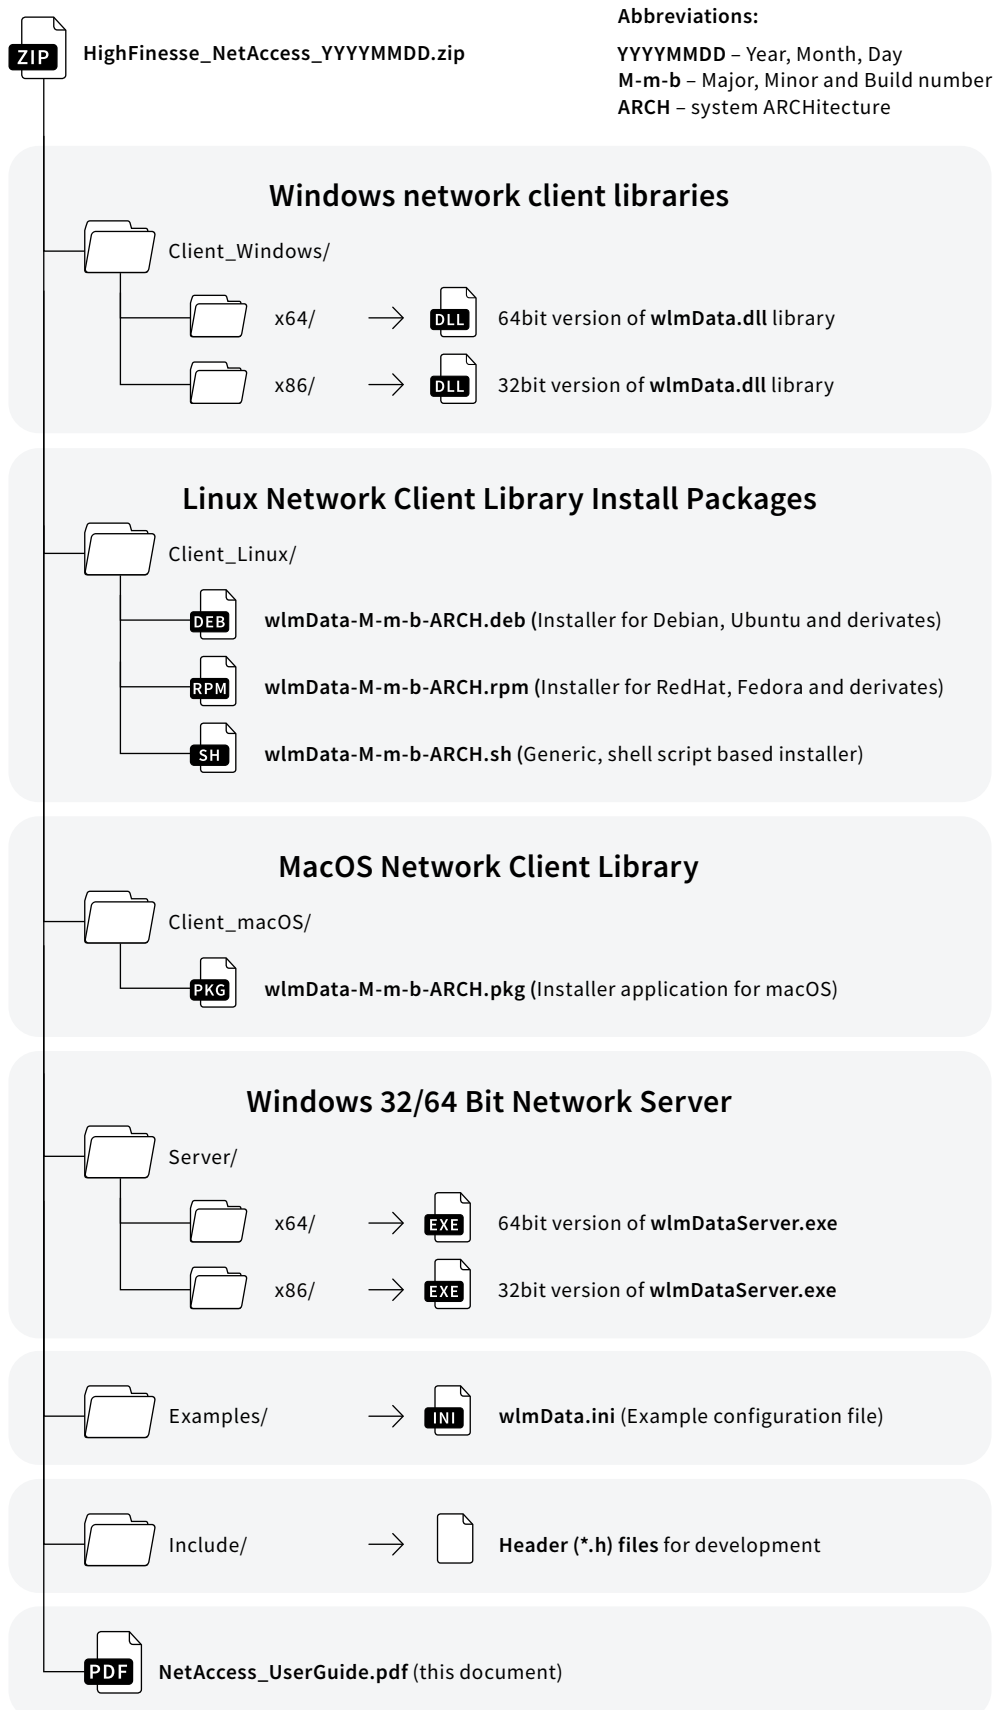 ZIP HighFinesse_NetAccess_YYYYMMDD.zip
Abbreviations:
YYYYMMDD – Year, Month, Day
M-m-b – Major, Minor and Build number
ARCH – system ARCHitecture
Windows network client libraries
Client_Windows/
x64/ → DLL 64bit version of wlmData.dll library
x86/ → DLL 32bit version of wlmData.dll library
Linux Network Client Library Install Packages
Client_Linux/
DEB wlmData-M-m-b-ARCH.deb (Installer for Debian, Ubuntu and derivates)
RPM wlmData-M-m-b-ARCH.rpm (Installer for RedHat, Fedora and derivates)
SH wlmData-M-m-b-ARCH.sh (Generic, shell script based installer)
MacOS Network Client Library
Client_macOS/
PKG wlmData-M-m-b-ARCH.pkg (Installer application for macOS)
Windows 32/64 Bit Network Server
Server/
x64/ → EXE 64bit version of wlmDataServer.exe
x86/ → EXE 32bit version of wlmDataServer.exe
Examples/ → INI wlmData.ini (Example configuration file)
Include/ → Header (*.h) files for development
PDF NetAccess_UserGuide.pdf (this document)